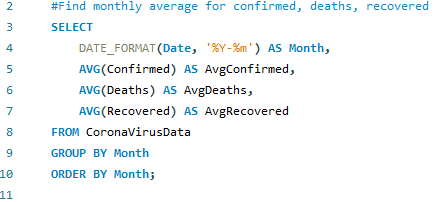 2 #Find monthly average for confirmed, deaths, recovered
3 SELECT
4 DATE_FORMAT(Date, '%Y-%m') AS Month,
5 AVG(Confirmed) AS AvgConfirmed,
6 AVG(Deaths) AS AvgDeaths,
7 AVG(Recovered) AS AvgRecovered
8 FROM CoronaVirusData
9 GROUP BY Month
10 ORDER BY Month;
11